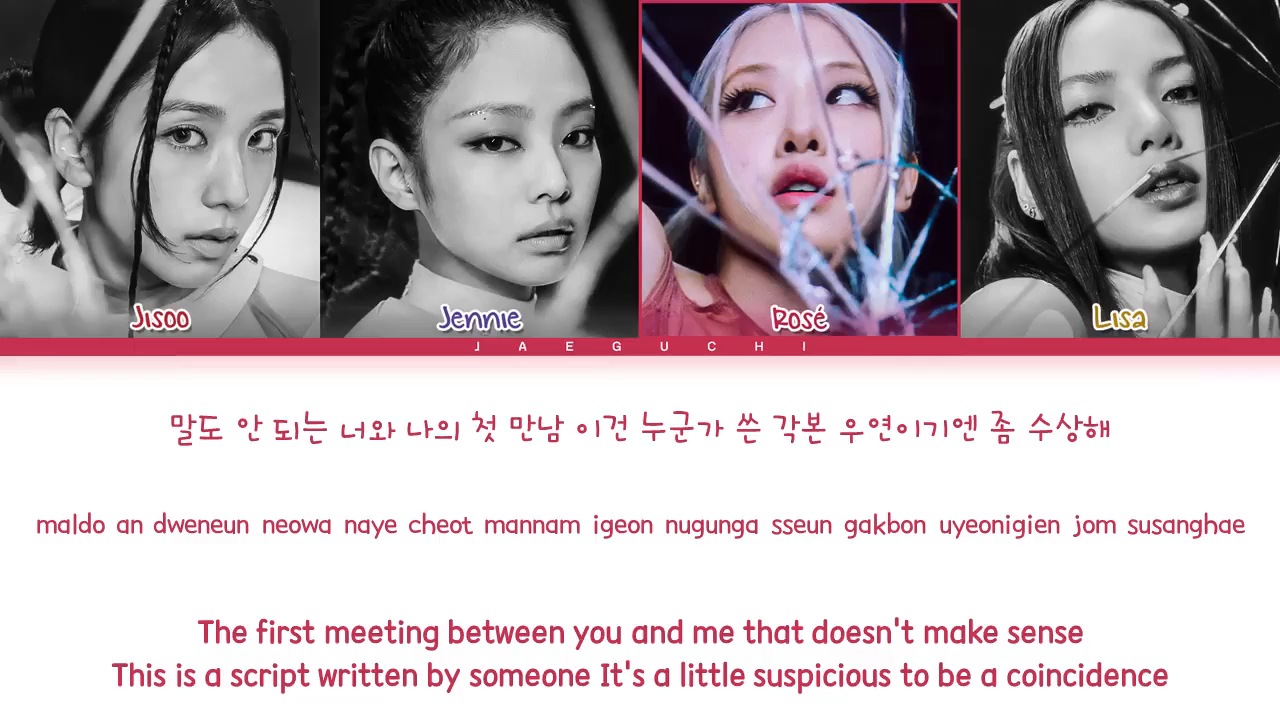 Jisoo
Jennie
Rosé
Lisa
JAEGUCHI
말도 안 되는 너와 나의 첫 만남 이건 누군가 쓴 각본 우연이기엔 좀 수상해
maldo an dweneun neowa naye cheot mannam igeon nugunga sseun gakbon uyeonigien jom susanghae
The first meeting between you and me that doesn't make sense
This is a script written by someone It's a little suspicious to be a coincidence